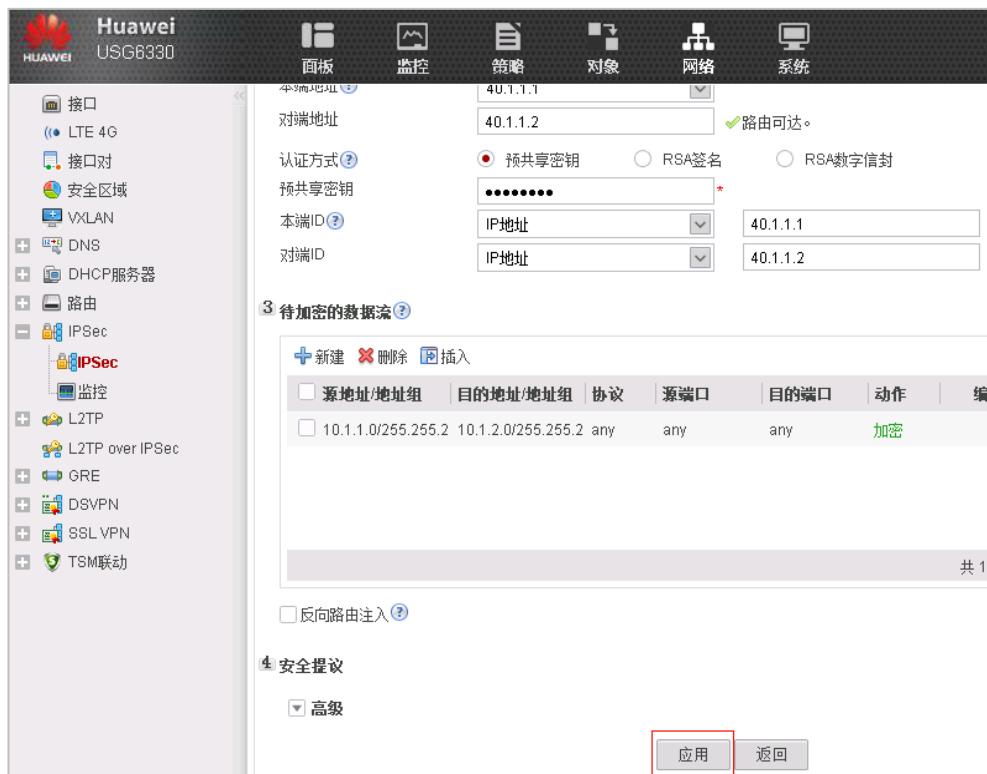 Huawei
USG6330
HUAWEI
面板
监控
策略
对象
网络
系统
接口
LTE 4G
接口对
安全区域
VXLAN
DNS
DHCP服务器
路由
IPSec
IPSec
监控
L2TP
L2TP over IPSec
GRE
DSVPN
SSL VPN
TSM联动
本端地址 40.1.1.1
对端地址 40.1.1.2 路由可达。
认证方式 预共享密钥 RSA签名 RSA数字信封
预共享密钥 ●●●●●●●● *
本端ID IP地址 40.1.1.1
对端ID IP地址 40.1.1.2
3 待加密的数据流
新建 删除 插入
源地址/地址组 目的地址/地址组 协议 源端口 目的端口 动作 编
10.1.1.0/255.255.2 10.1.2.0/255.255.2 any any any 加密
共 1
反向路由注入
4 安全提议
高级
应用 返回